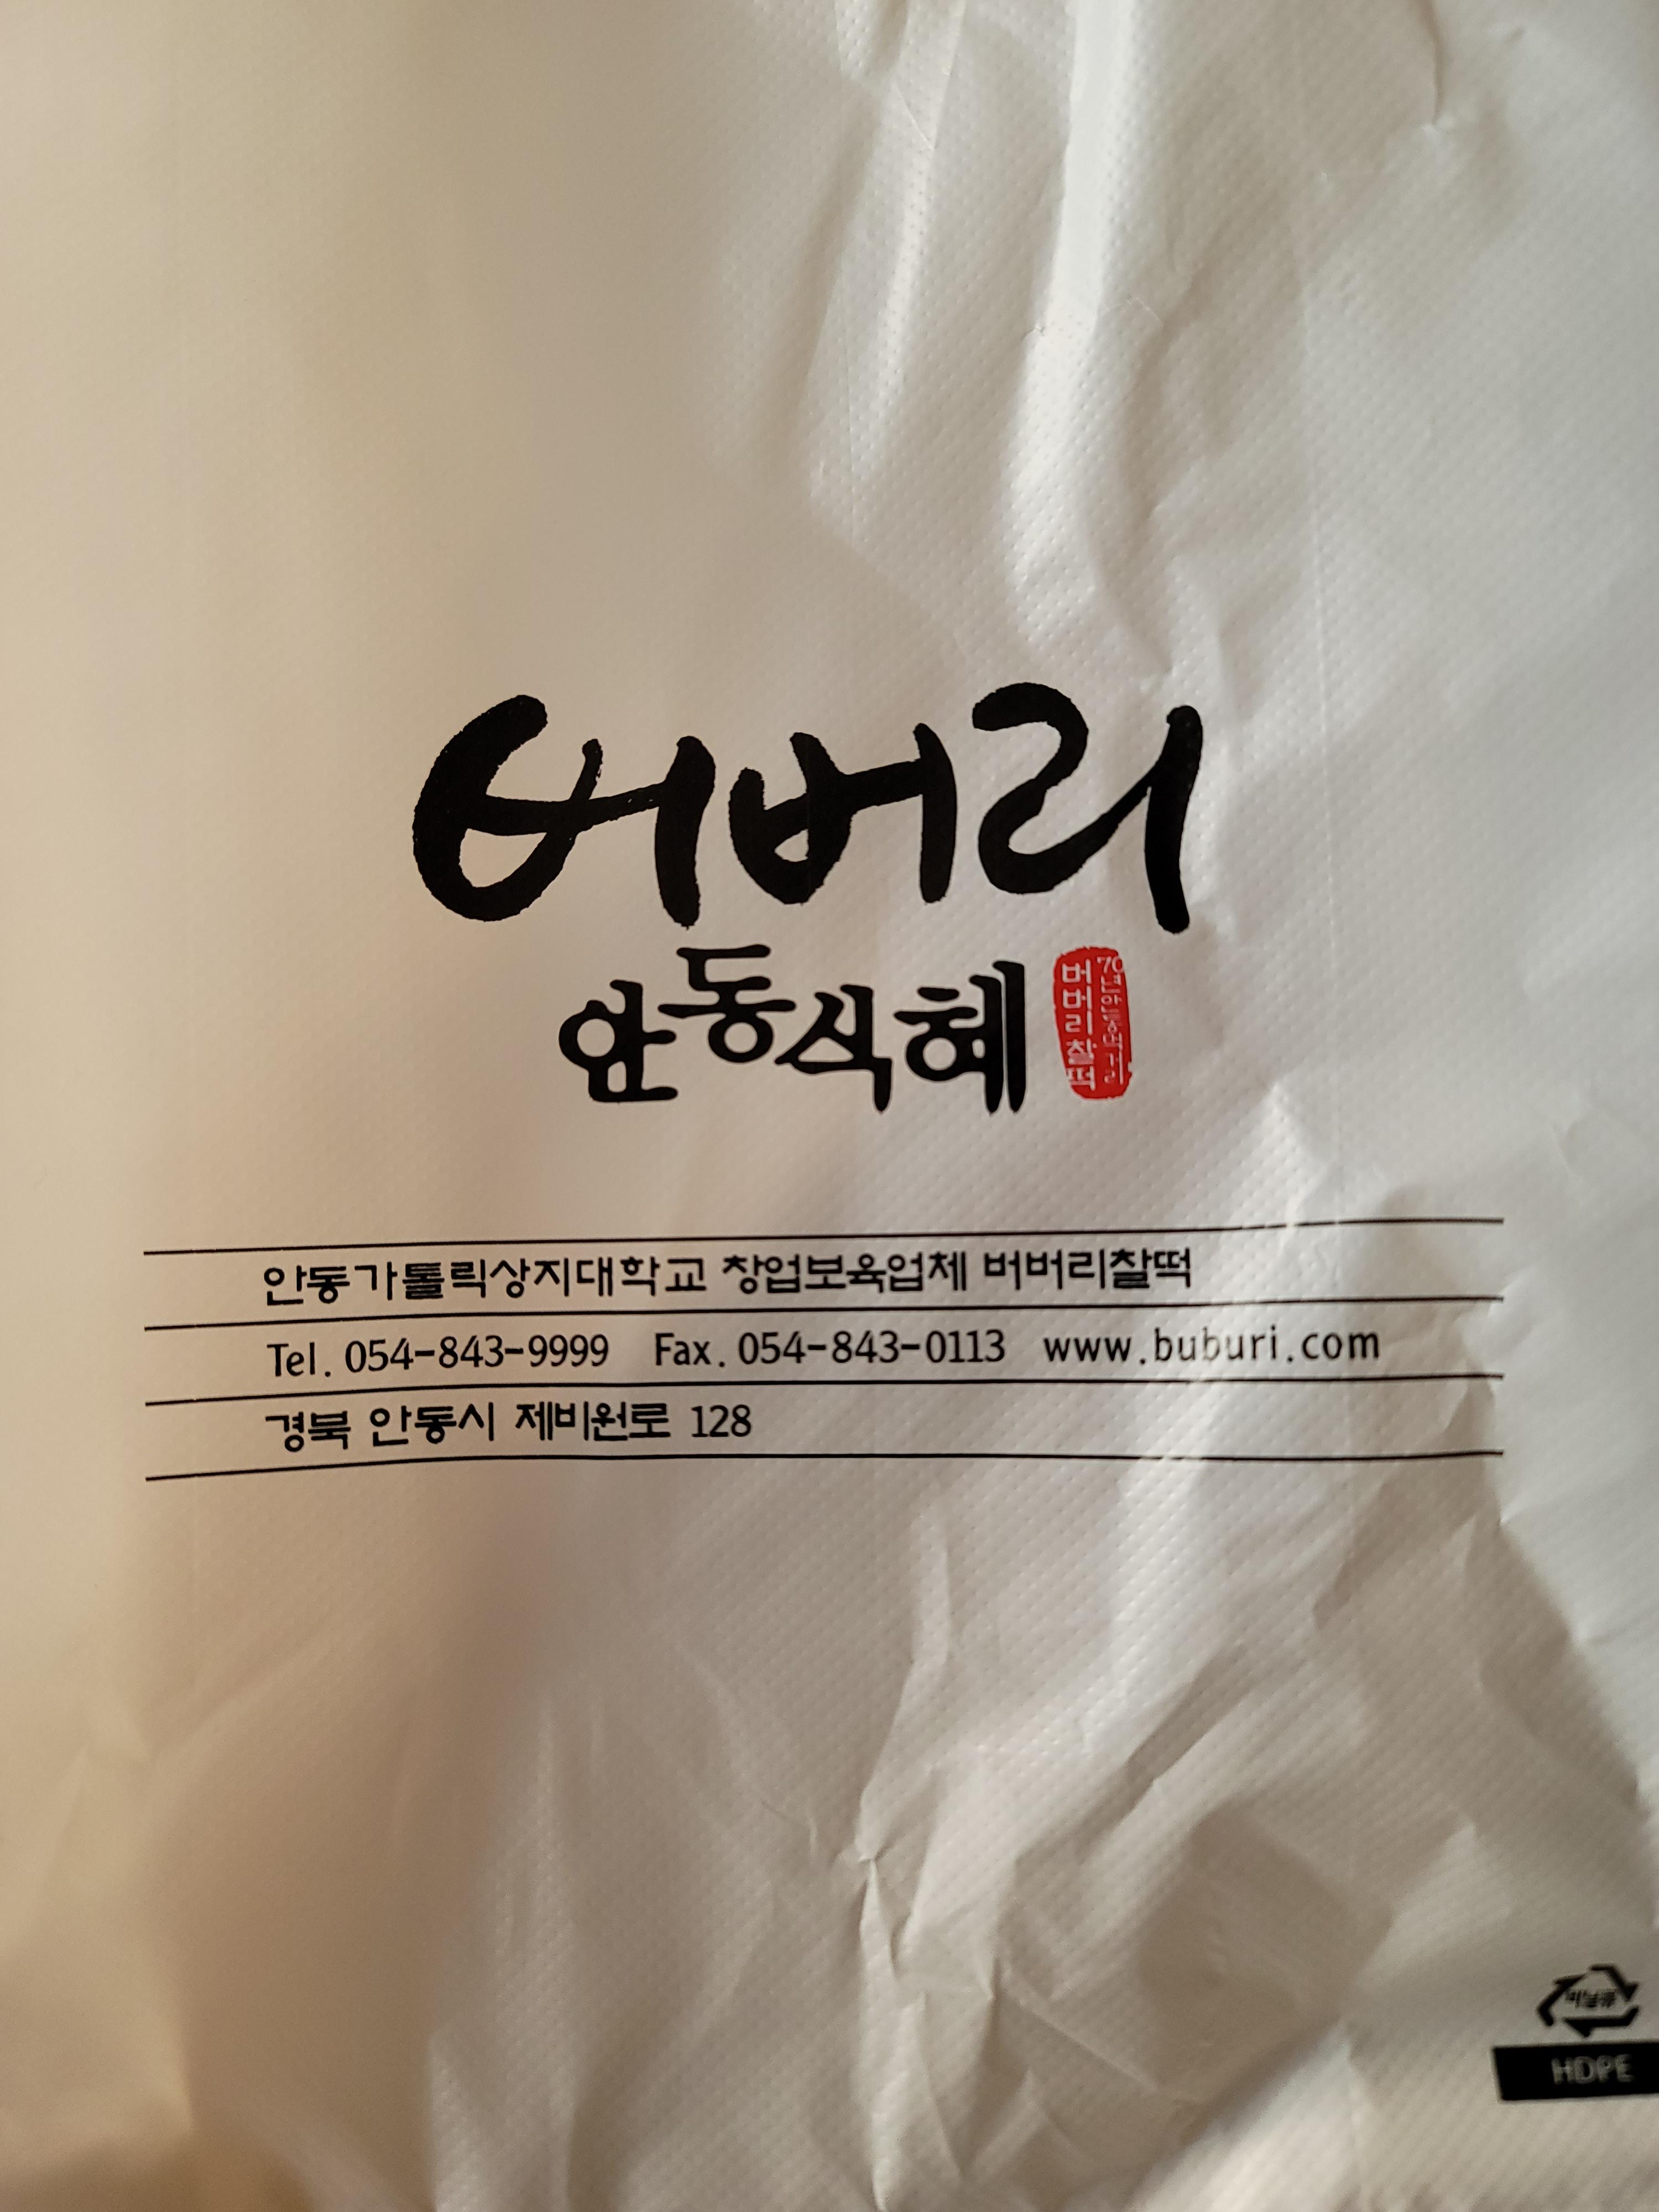 버버리
안동식혜
70년안동먹거리
버버리찰떡
안동가톨릭상지대학교 창업보육업체 버버리찰떡
Tel. 054-843-9999 Fax. 054-843-0113 www.buburi.com
경북 안동시 제비원로 128
비닐류
HDPE